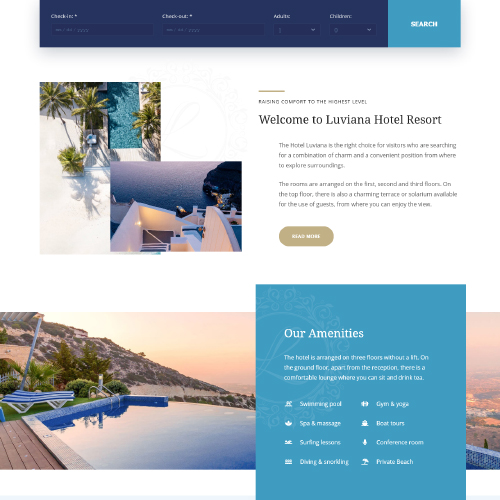 Check-in: *
Check-out: *
Adults:
Children:
SEARCH
RAISING COMFORT TO THE HIGHEST LEVEL
Welcome to Luviana Hotel Resort
The Hotel Luviana is the right choice for visitors who are searching
for a combination of charm and a convenient position from where
to explore surroundings.
The rooms are arranged on the first, second and third floors. On
the top floor, there is also a charming terrace or solarium available
for the use of guests, from where you can enjoy the view.
READ MORE
Our Amenities
The hotel is arranged on three floors without a lift. On
the ground floor, apart from the reception, there is a
comfortable lounge where you can sit and drink tea.
Swimming pool
Gym & yoga
Spa & massage
Boat tours
Surfing lessons
Conference room
Diving & snorkling
Private Beach